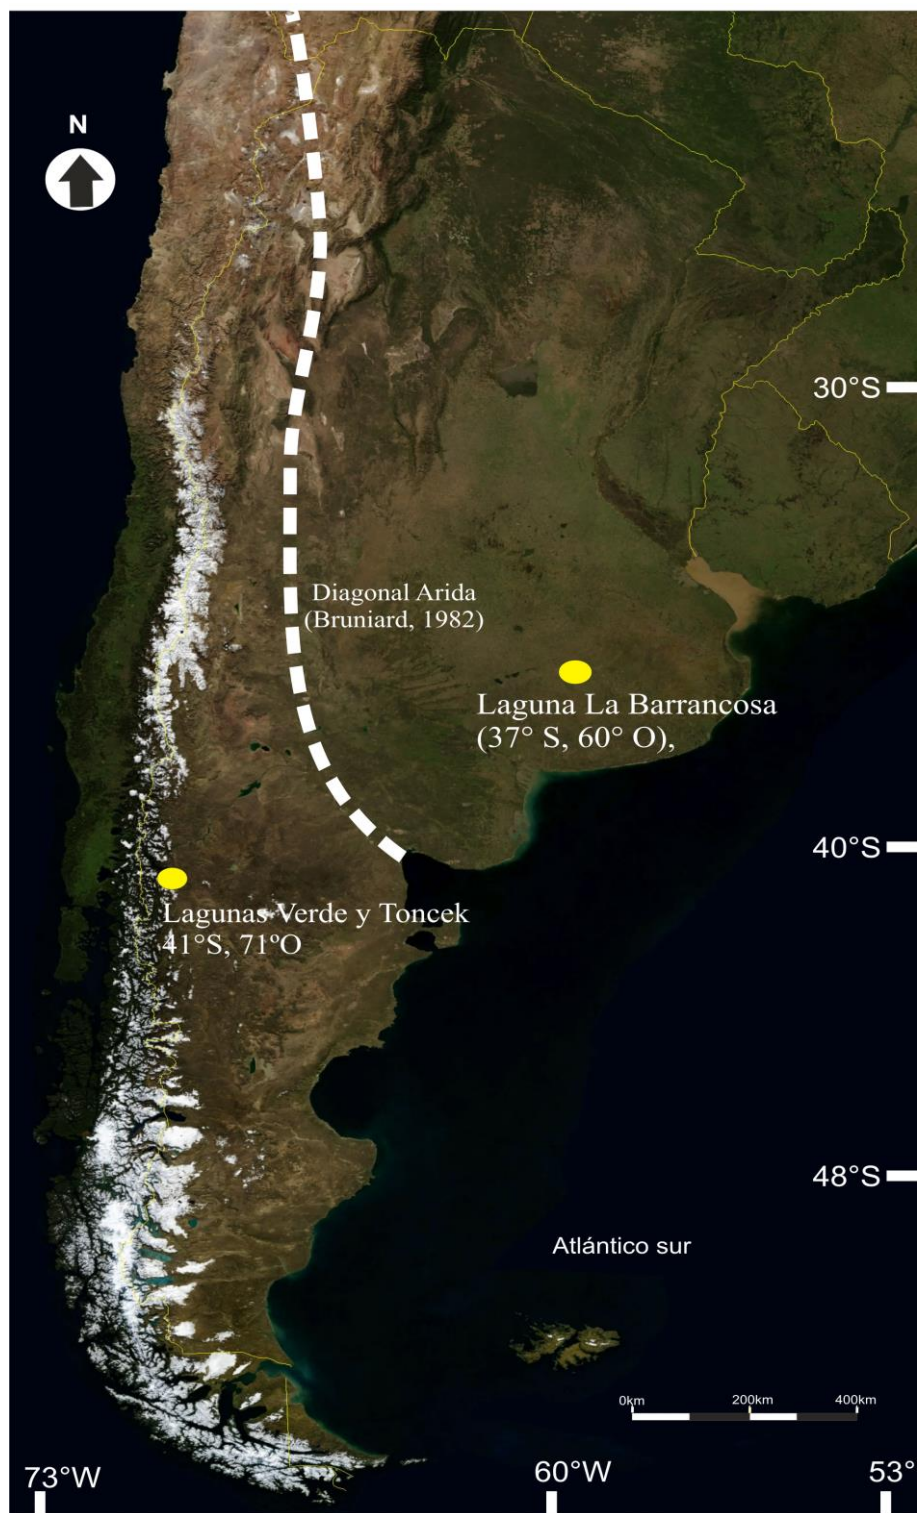 N
30°S
Diagonal Arida
(Bruniard, 1982)
Laguna La Barrancosa
(37° S, 60° O),
40°S
Lagunas Verde y Toncek
41°S, 71ºO
48°S
Atlántico sur
0km 200km 400km
73°W 60°W 53°